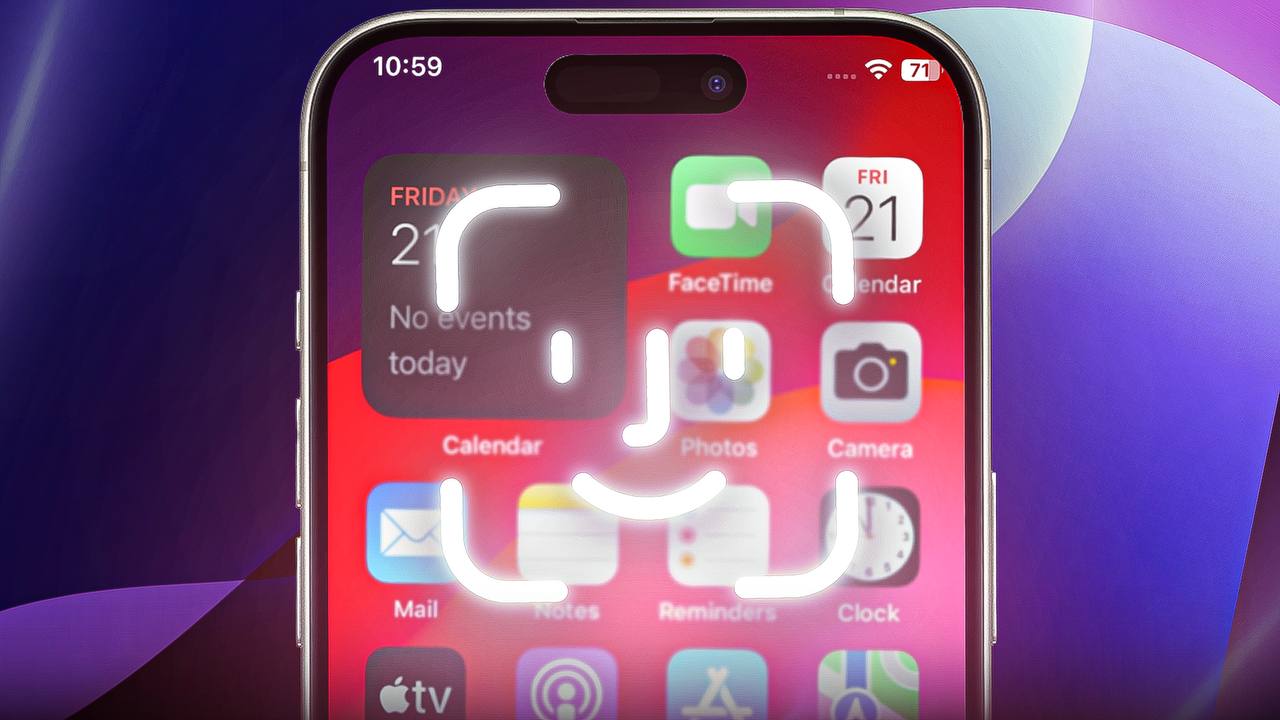 10:59
71
FRIDAY
21
No events
today
Calendar
FaceTime
FRI
21
Calendar
Photos
Camera
Mail
Notes
Reminders
Clock
tv